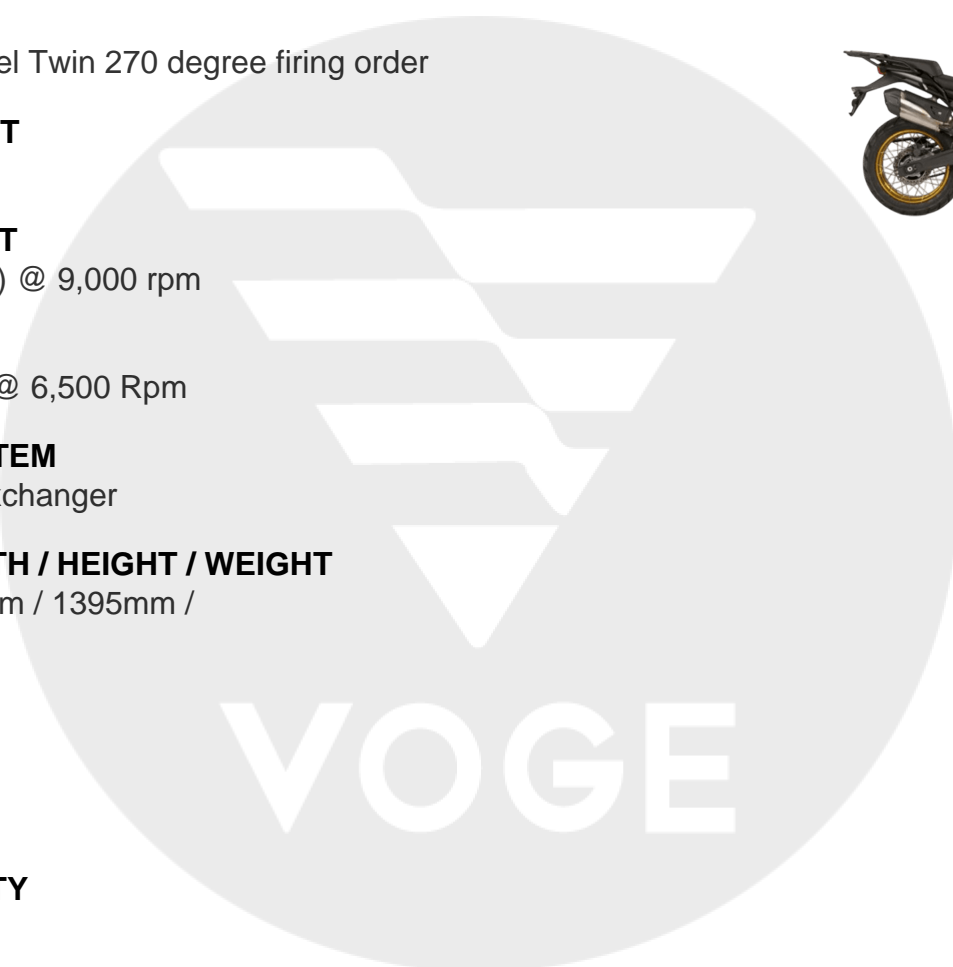 el Twin 270 degree firing order
T
T
) @ 9,000 rpm
@ 6,500 Rpm
TEM
xchanger
TH / HEIGHT / WEIGHT
m / 1395mm /
VOGE
TY